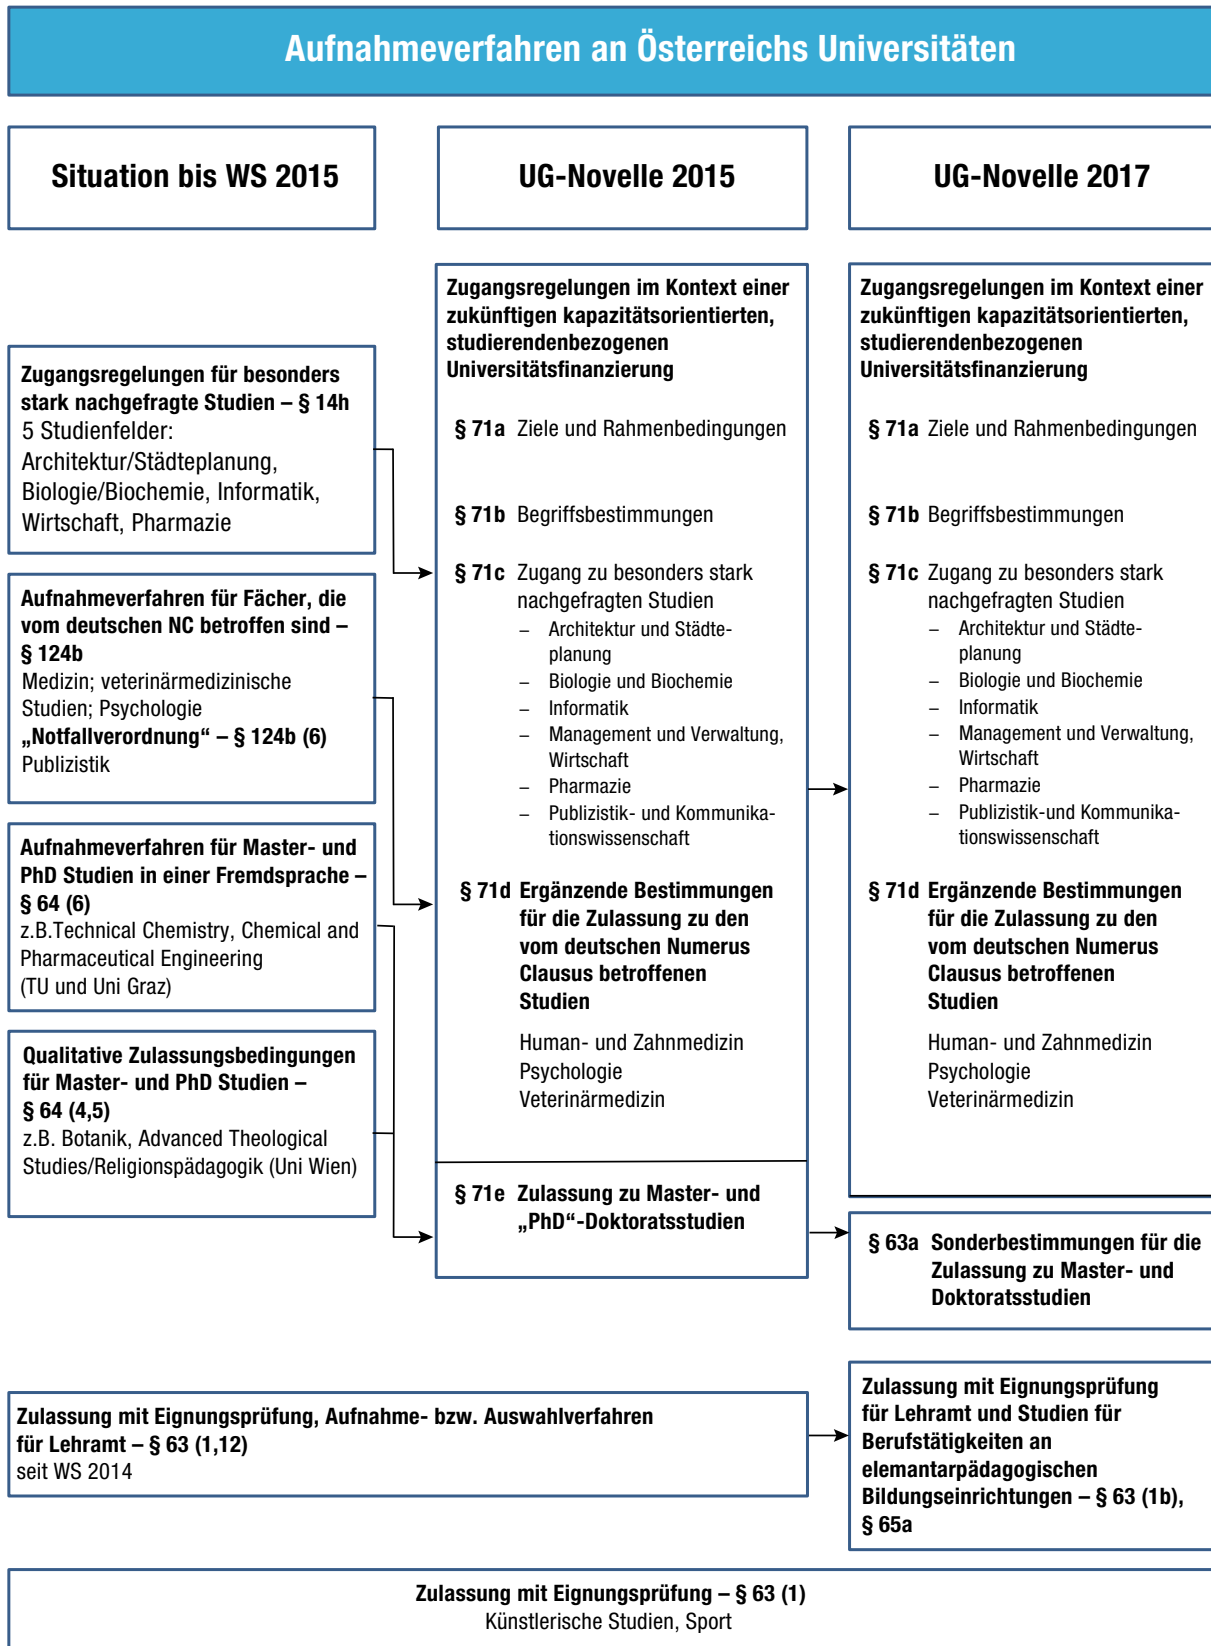 Aufnahmeverfahren an Österreichs Universitäten
Situation bis WS 2015
UG-Novelle 2015
UG-Novelle 2017
Zugangsregelungen für besonders
stark nachgefragte Studien – § 14h
5 Studienfelder:
Architektur/Städteplanung,
Biologie/Biochemie, Informatik,
Wirtschaft, Pharmazie
Aufnahmeverfahren für Fächer, die
vom deutschen NC betroffen sind –
§ 124b
Medizin; veterinärmedizinische
Studien; Psychologie
„Notfallverordnung“ – § 124b (6)
Publizistik
Aufnahmeverfahren für Master- und
PhD Studien in einer Fremdsprache –
§ 64 (6)
z.B.Technical Chemistry, Chemical and
Pharmaceutical Engineering
(TU und Uni Graz)
Qualitative Zulassungsbedingungen
für Master- und PhD Studien –
§ 64 (4,5)
z.B. Botanik, Advanced Theological
Studies/Religionspädagogik (Uni Wien)
Zugangsregelungen im Kontext einer
zukünftigen kapazitätsorientierten,
studierendenbezogenen
Universitätsfinanzierung
§ 71a Ziele und Rahmenbedingungen
§ 71b Begriffsbestimmungen
§ 71c Zugang zu besonders stark
nachgefragten Studien
– Architektur und Städte-
planung
– Biologie und Biochemie
– Informatik
– Management und Verwaltung,
Wirtschaft
– Pharmazie
– Publizistik- und Kommunika-
tionswissenschaft
§ 71d Ergänzende Bestimmungen
für die Zulassung zu den
vom deutschen Numerus
Clausus betroffenen
Studien
Human- und Zahnmedizin
Psychologie
Veterinärmedizin
§ 71e Zulassung zu Master- und
„PhD“-Doktoratsstudien
Zugangsregelungen im Kontext einer
zukünftigen kapazitätsorientierten,
studierendenbezogenen
Universitätsfinanzierung
§ 71a Ziele und Rahmenbedingungen
§ 71b Begriffsbestimmungen
§ 71c Zugang zu besonders stark
nachgefragten Studien
– Architektur und Städte-
planung
– Biologie und Biochemie
– Informatik
– Management und Verwaltung,
Wirtschaft
– Pharmazie
– Publizistik-und Kommunika-
tionswissenschaft
§ 71d Ergänzende Bestimmungen
für die Zulassung zu den
vom deutschen Numerus
Clausus betroffenen
Studien
Human- und Zahnmedizin
Psychologie
Veterinärmedizin
§ 63a Sonderbestimmungen für die
Zulassung zu Master- und
Doktoratsstudien
Zulassung mit Eignungsprüfung, Aufnahme- bzw. Auswahlverfahren
für Lehramt – § 63 (1,12)
seit WS 2014
Zulassung mit Eignungsprüfung
für Lehramt und Studien für
Berufstätigkeiten an
elemantarpädagogischen
Bildungseinrichtungen – § 63 (1b),
§ 65a
Zulassung mit Eignungsprüfung – § 63 (1)
Künstlerische Studien, Sport